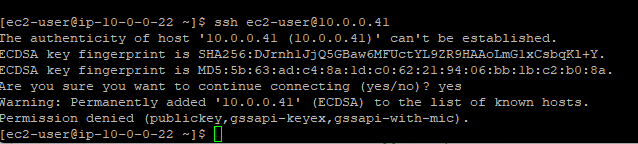 [ec2-user@ip-10-0-0-22 ~]$ ssh ec2-user@10.0.0.41
The authenticity of host '10.0.0.41 (10.0.0.41)' can't be established.
ECDSA key fingerprint is SHA256:DJrnhlJjQ5GBaw6MFUctYL9ZR9HAAoLmGlxCsbqKl+Y.
ECDSA key fingerprint is MD5:5b:63:ad:c4:8a:1d:c0:62:21:94:06:bb:1b:c2:b0:8a.
Are you sure you want to continue connecting (yes/no)? yes
Warning: Permanently added '10.0.0.41' (ECDSA) to the list of known hosts.
Permission denied (publickey,gssapi-keyex,gssapi-with-mic).
[ec2-user@ip-10-0-0-22 ~]$